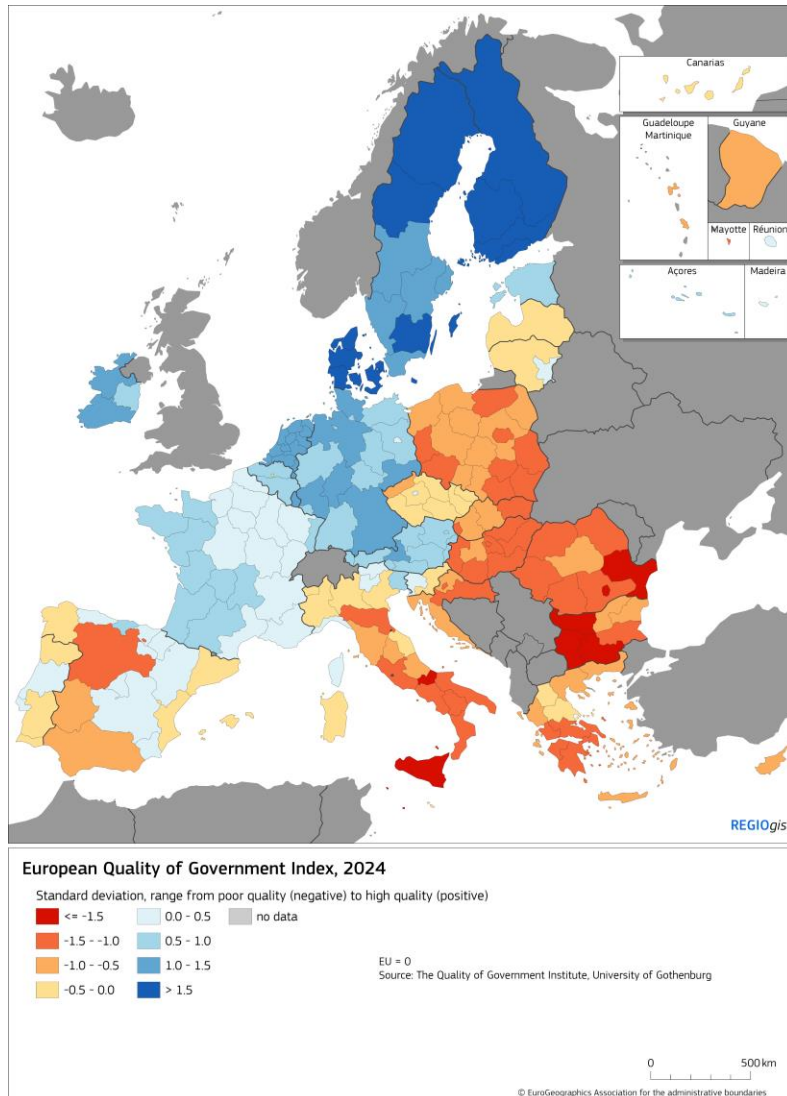 Canarias
Guadeloupe
Martinique
Guyane
Mayotte
Réunion
Açores
Madeira
REGIOgis
European Quality of Government Index, 2024
Standard deviation, range from poor quality (negative) to high quality (positive)
<= -1.5
0.0 - 0.5
no data
-1.5 - -1.0
0.5 - 1.0
-1.0 - -0.5
1.0 - 1.5
-0.5 - 0.0
> 1.5
EU = 0
Source: The Quality of Government Institute, University of Gothenburg
0 500 km
© EuroGeographics Association for the administrative boundaries